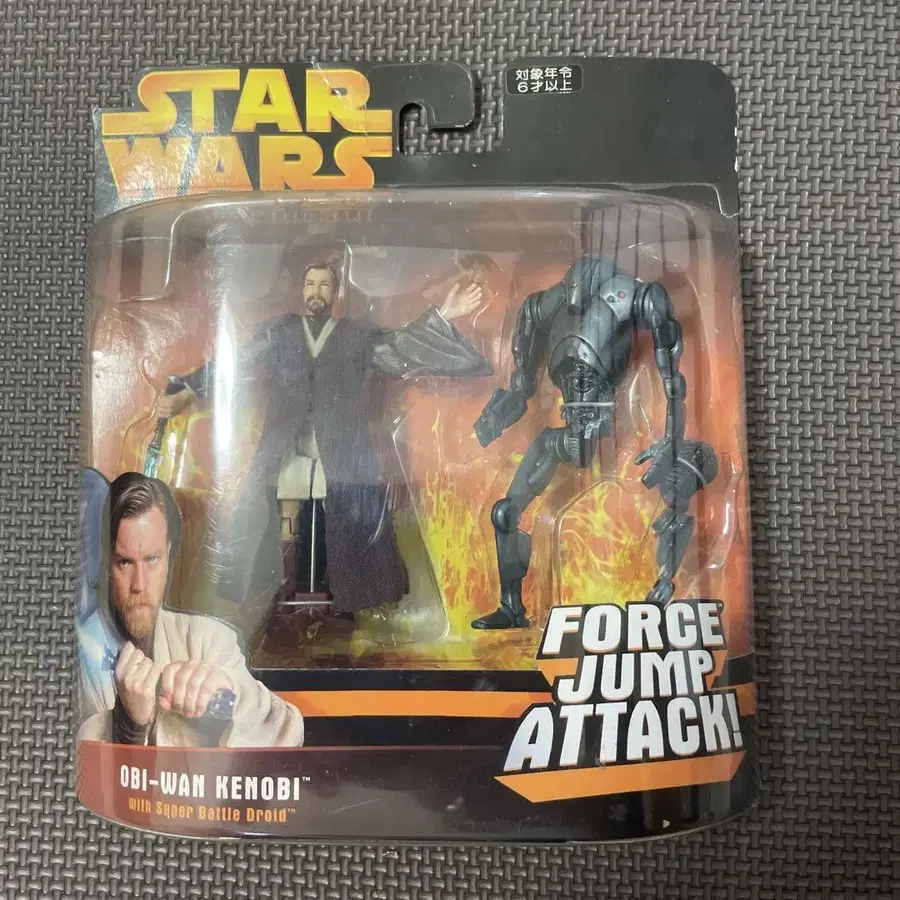 STAR
WARS
対象年令
6才以上
FORCE
JUMP
ATTACK!
OBI-WAN KENOBI™
with Super Battle Droid™